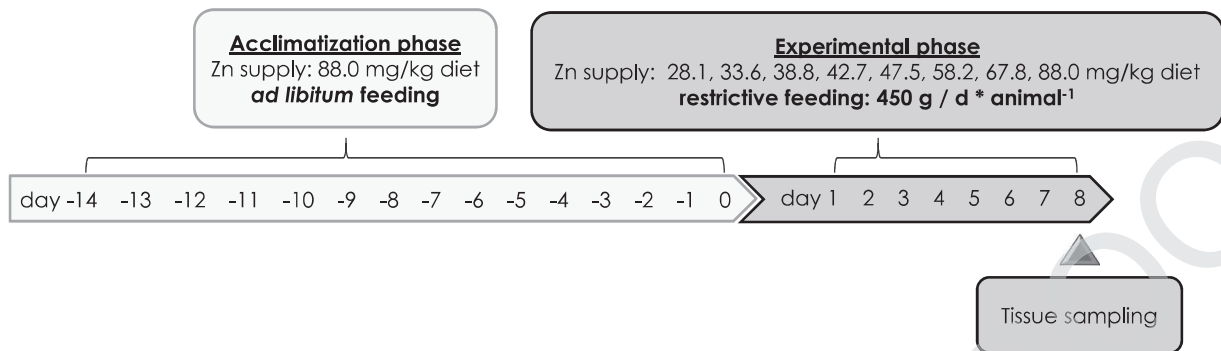 Acclimatization phase
Zn supply: 88.0 mg/kg diet
ad libitum feeding
Experimental phase
Zn supply: 28.1, 33.6, 38.8, 42.7, 47.5, 58.2, 67.8, 88.0 mg/kg diet
restrictive feeding: 450 g / d * animal-1
day -14 -13 -12 -11 -10 -9 -8 -7 -6 -5 -4 -3 -2 -1 0 day 1 2 3 4 5 6 7 8
Tissue sampling